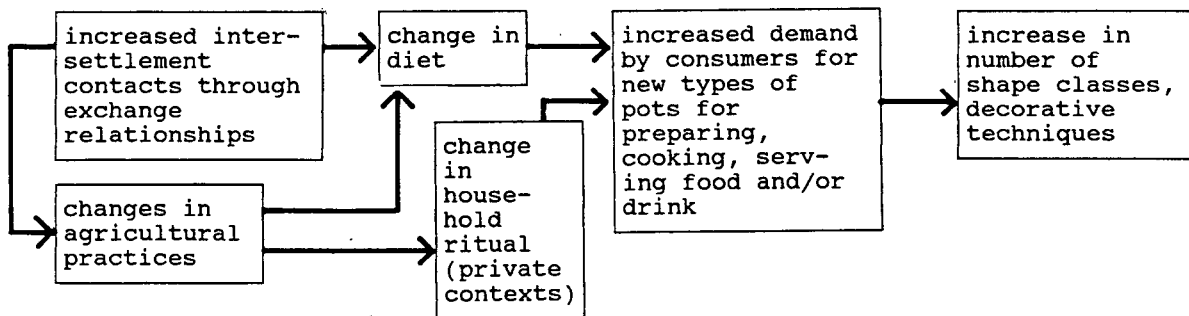 increased inter-
settlement
contacts through
exchange
relationships
change in
diet
increased demand
by consumers for
new types of
pots for
preparing,
cooking, serv-
ing food and/or
drink
increase in
number of
shape classes,
decorative
techniques
changes in
agricultural
practices
change
in
house-
hold
ritual
(private
contexts)